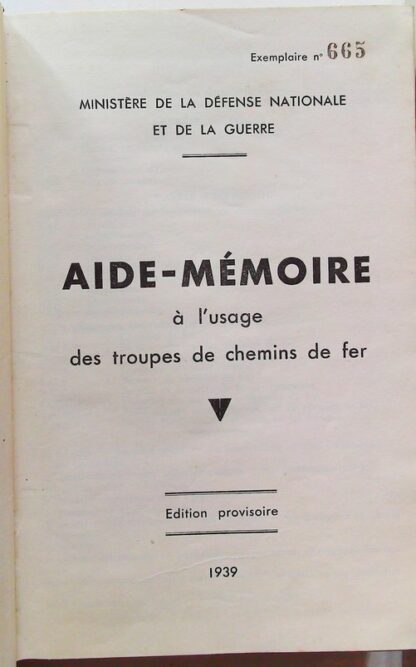 Exemplaire n° 665
MINISTÈRE DE LA DÉFENSE NATIONALE
ET DE LA GUERRE
AIDE-MÉMOIRE
à l'usage
des troupes de chemins de fer
Edition provisoire
1939